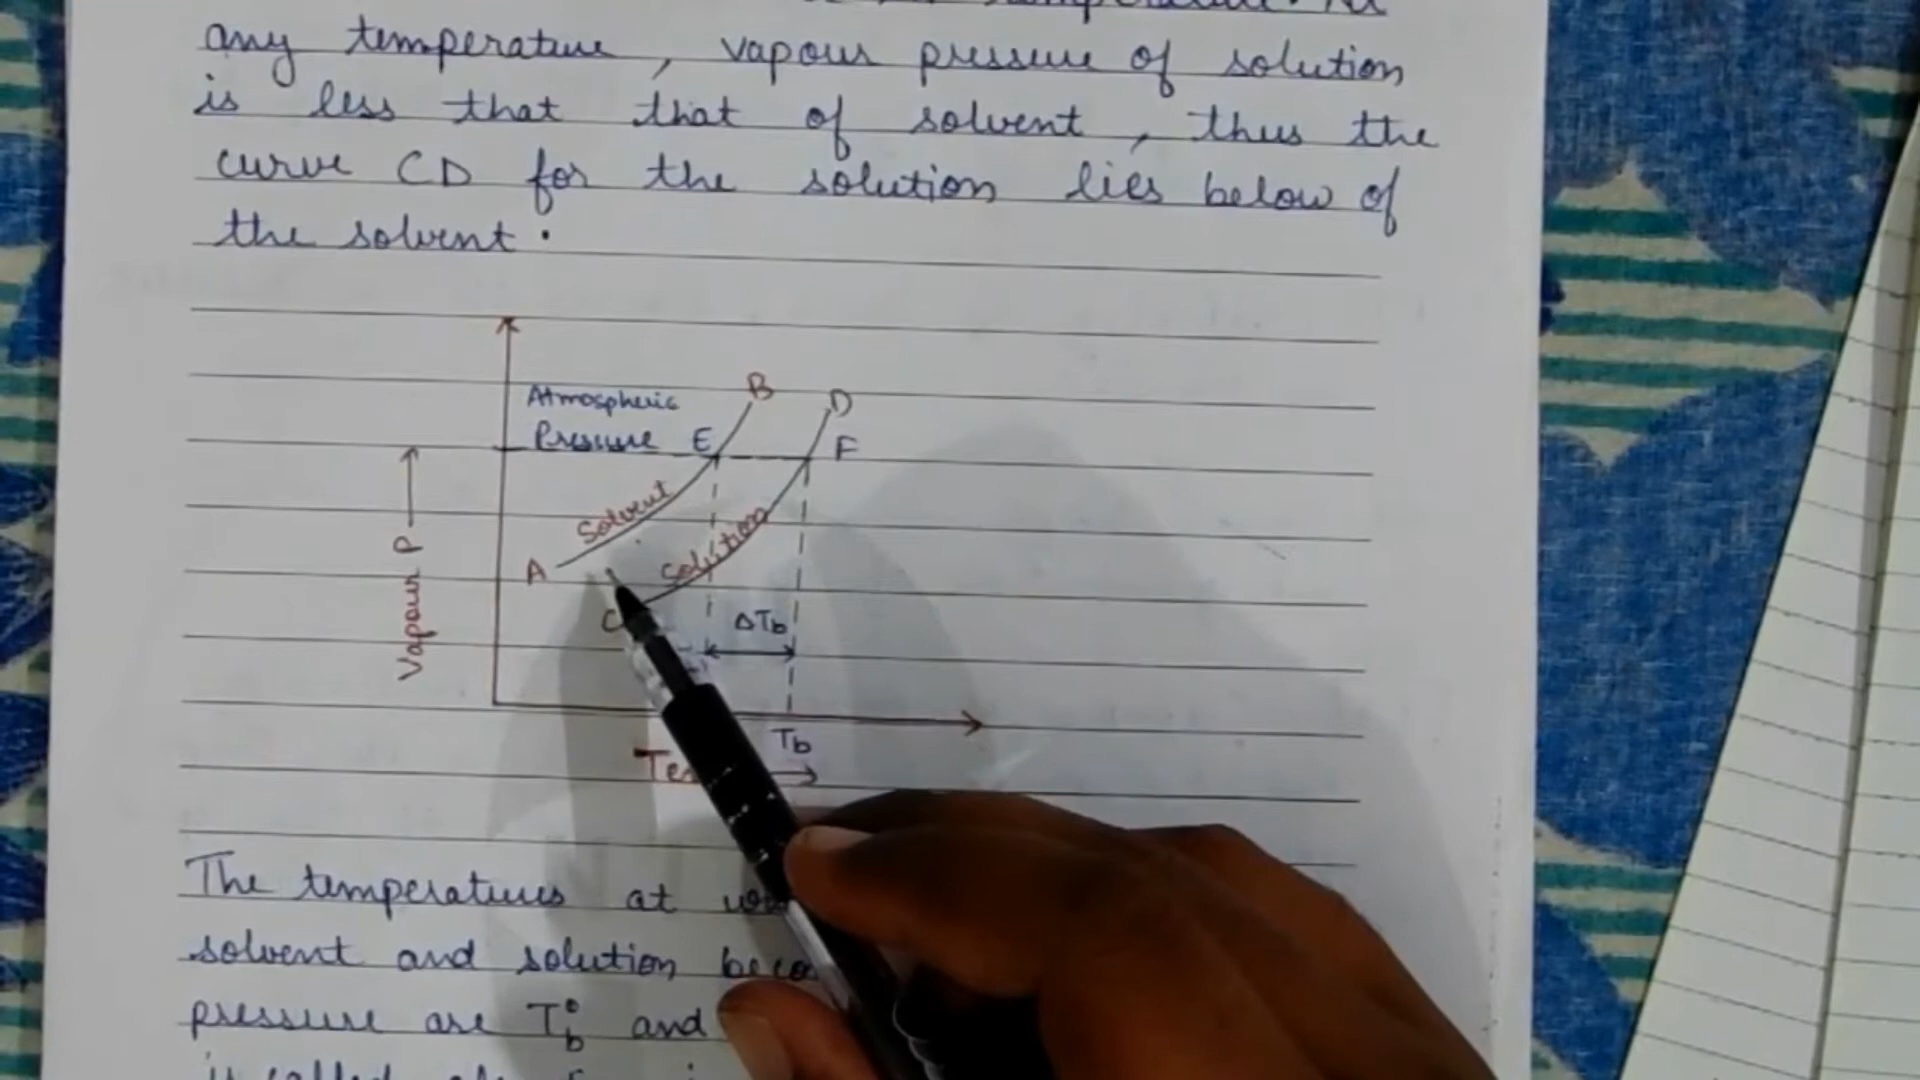 any temperature, vapour pressure of solution
is less that that of solvent, thus the
curve CD for the solution lies below of
the solvent.
B
D
Atmospheric
Pressure E F
Solvent
Solution
A
C
Vapour P
ΔTb
Tb
The temperatures at
solvent and solution
pressure are T°b and
is called